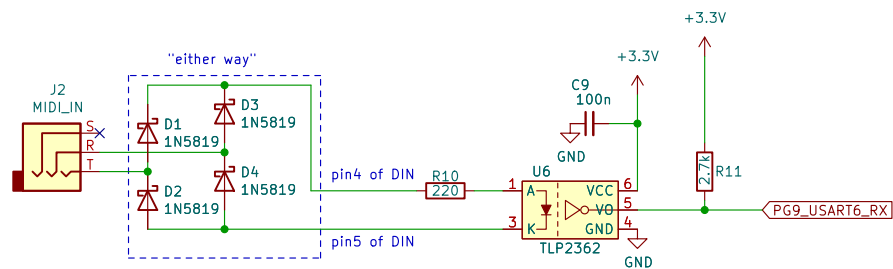 +3.3V
"either way"
+3.3V
J2
MIDI_IN
C9
100n
D3
1N5819
D1
1N5819
S
R
T
GND
D4
1N5819
D2
1N5819
pin4 of DIN
R10
220
U6
2.7k
R11
1
A
VCC
6
VO
5
PG9_USART6_RX
3
K
GND
4
pin5 of DIN
TLP2362
GND